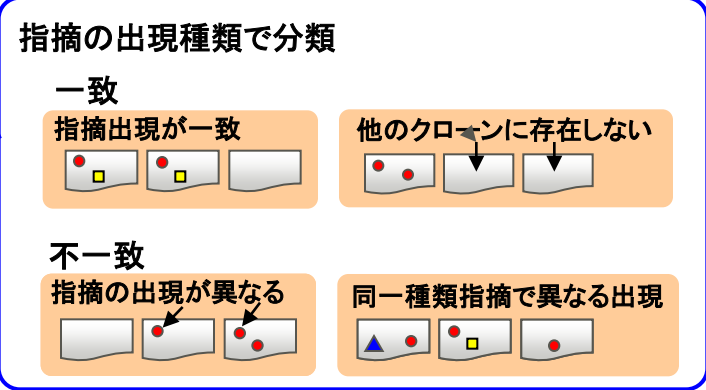 指摘の出現種類で分類
一致
指摘出現が一致
他のクローンに存在しない
不一致
指摘の出現が異なる
同一種類指摘で異なる出現